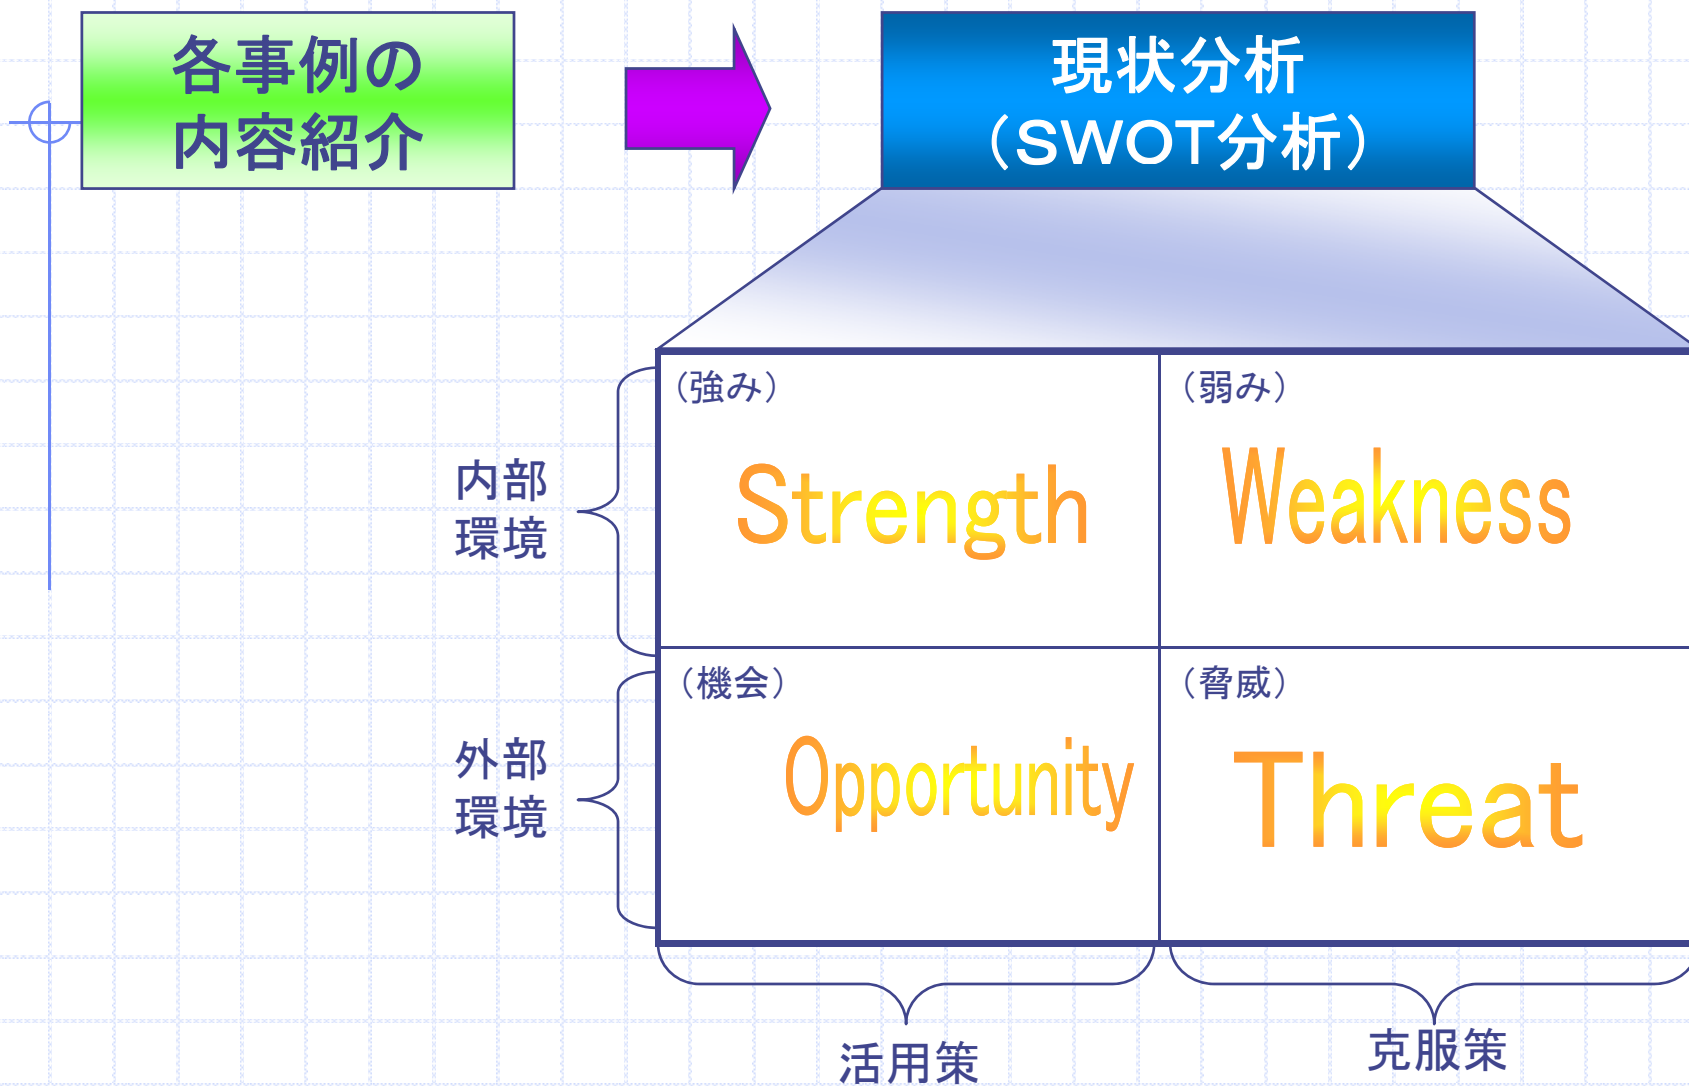 各事例の
内容紹介
現状分析
（ＳＷＯＴ分析）
（強み）
（弱み）
Strength
Weakness
内部
環境
（機会）
（脅威）
Opportunity
Threat
外部
環境
活用策
克服策